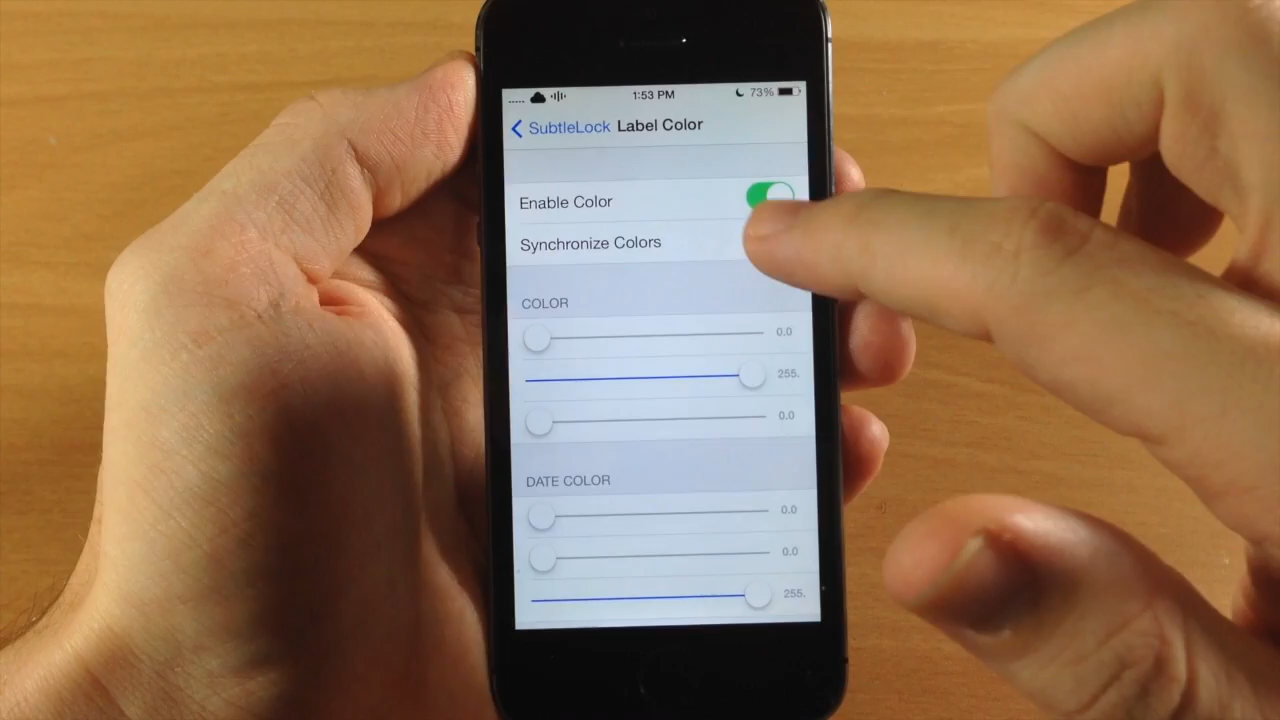 1:53 PM 73%
SubtleLock Label Color
Enable Color
Synchronize Colors
COLOR
0.0
255.
0.0
DATE COLOR
0.0
0.0
255.